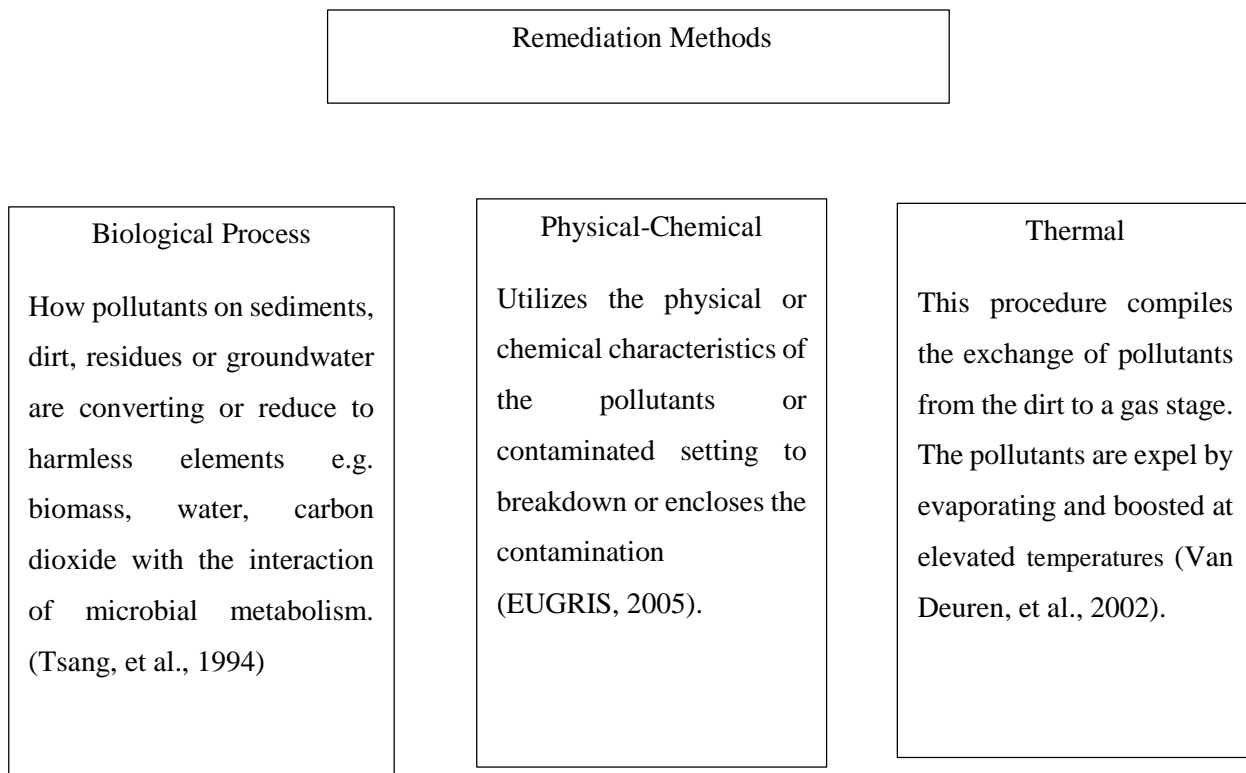 Remediation Methods
Biological Process
How pollutants on sediments,
dirt, residues or groundwater
are converting or reduce to
harmless elements e.g.
biomass, water, carbon
dioxide with the interaction
of microbial metabolism.
(Tsang, et al., 1994)
Physical-Chemical
Utilizes the physical or
chemical characteristics of
the pollutants or
contaminated setting to
breakdown or encloses the
contamination
(EUGRIS, 2005).
Thermal
This procedure compiles
the exchange of pollutants
from the dirt to a gas stage.
The pollutants are expel by
evaporating and boosted at
elevated temperatures (Van
Deuren, et al., 2002).